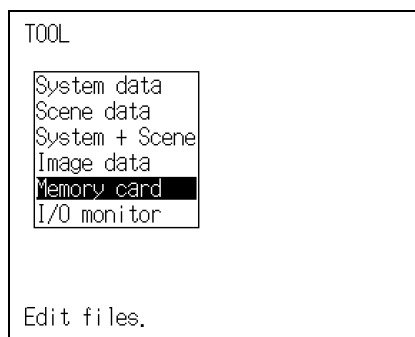 TOOL
System data
Scene data
System + Scene
Image data
Memory card
I/O monitor
Edit files.